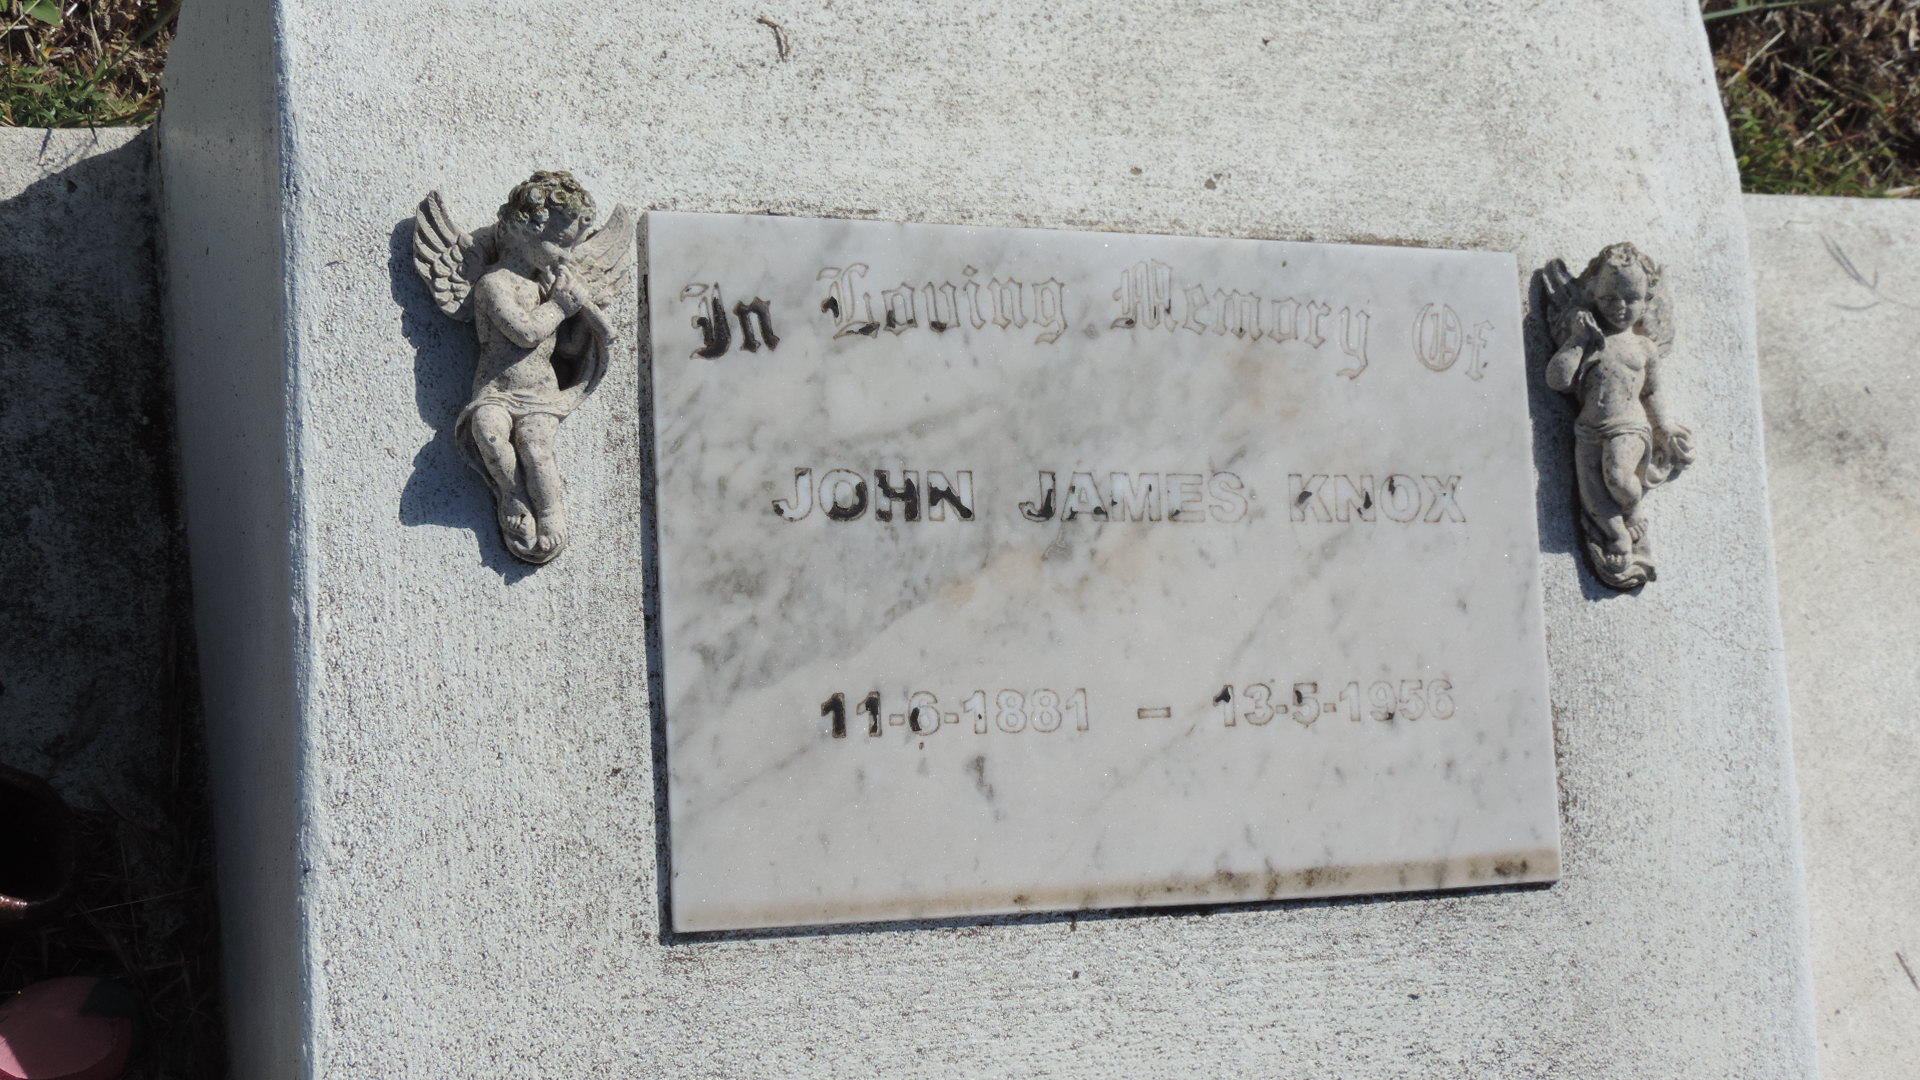 In Loving Memory Of
JOHN JAMES KNOX
11-6-1881 – 13-5-1956